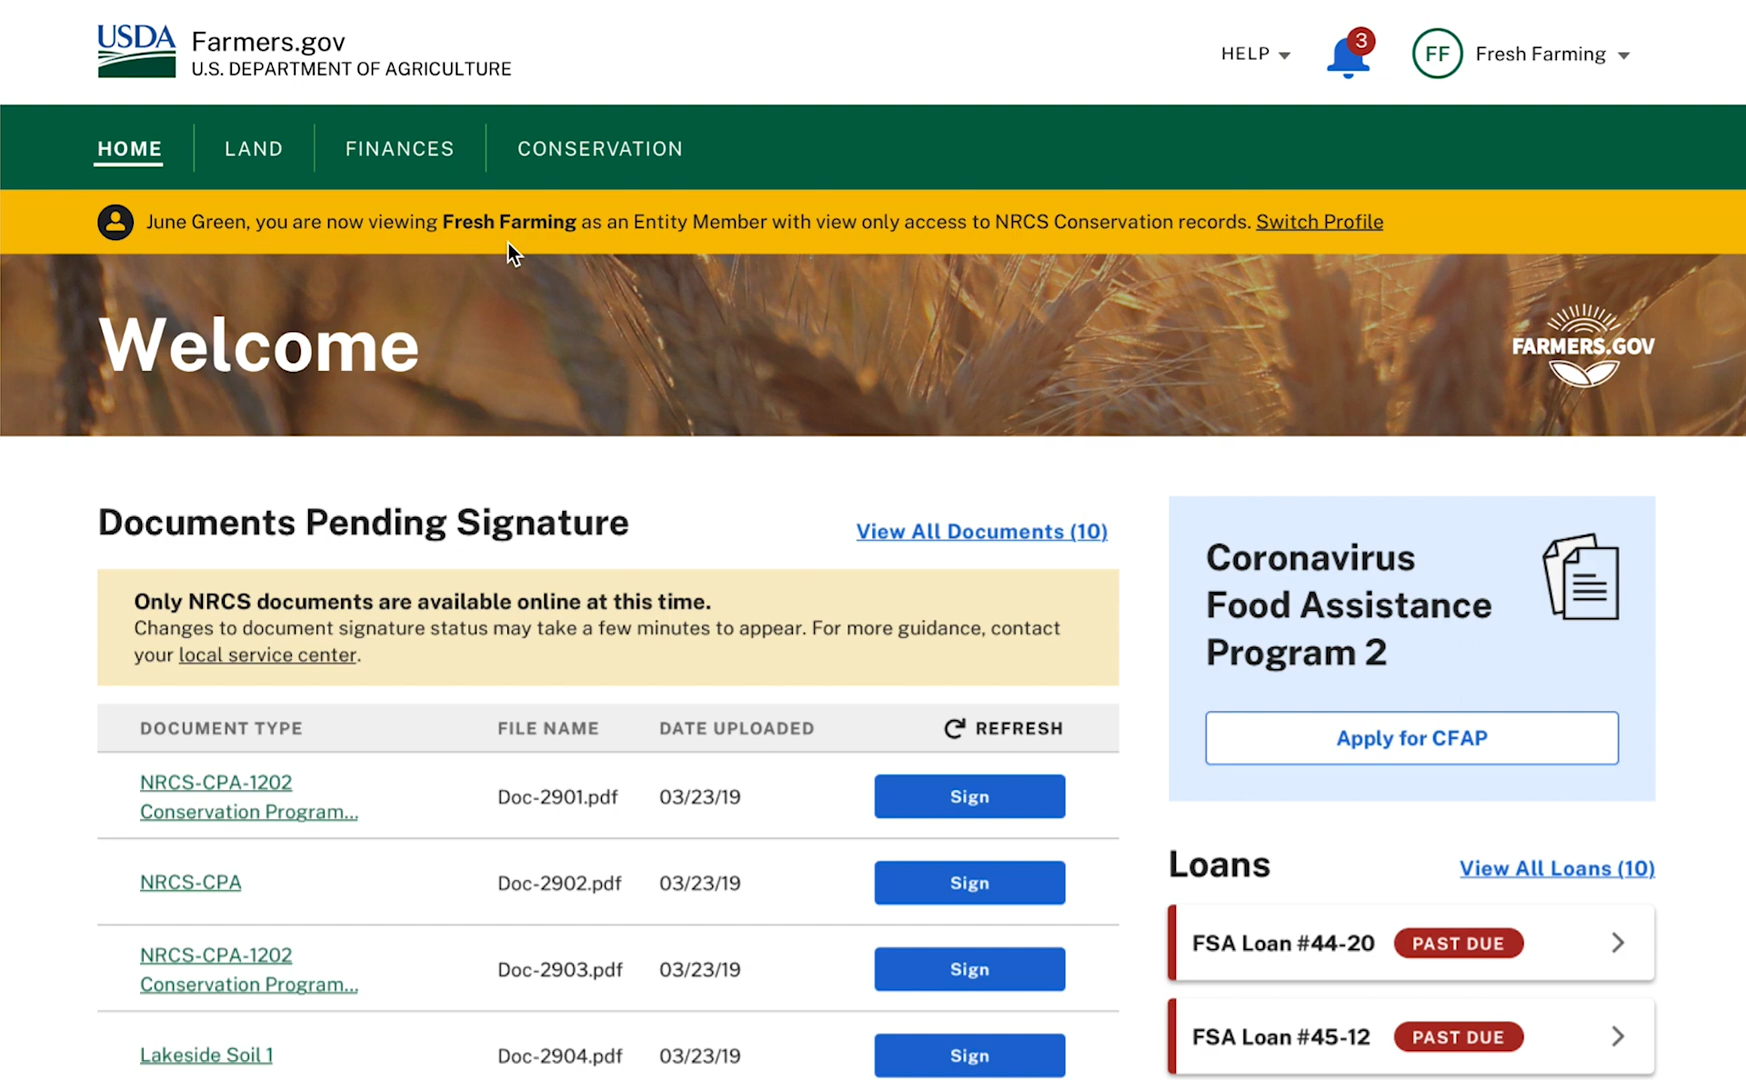 USDA
Farmers.gov
U.S. DEPARTMENT OF AGRICULTURE
HELP
3
FF
Fresh Farming
HOME
LAND
FINANCES
CONSERVATION
June Green, you are now viewing Fresh Farming as an Entity Member with view only access to NRCS Conservation records. Switch Profile
Welcome
FARMERS.GOV
Documents Pending Signature
View All Documents (10)
Only NRCS documents are available online at this time.
Changes to document signature status may take a few minutes to appear. For more guidance, contact
your local service center.
DOCUMENT TYPE FILE NAME DATE UPLOADED REFRESH
NRCS-CPA-1202
Conservation Program... Doc-2901.pdf 03/23/19 Sign
NRCS-CPA Doc-2902.pdf 03/23/19 Sign
NRCS-CPA-1202
Conservation Program... Doc-2903.pdf 03/23/19 Sign
Lakeside Soil 1 Doc-2904.pdf 03/23/19 Sign
Coronavirus
Food Assistance
Program 2
Apply for CFAP
Loans
View All Loans (10)
FSA Loan #44-20 PAST DUE
FSA Loan #45-12 PAST DUE